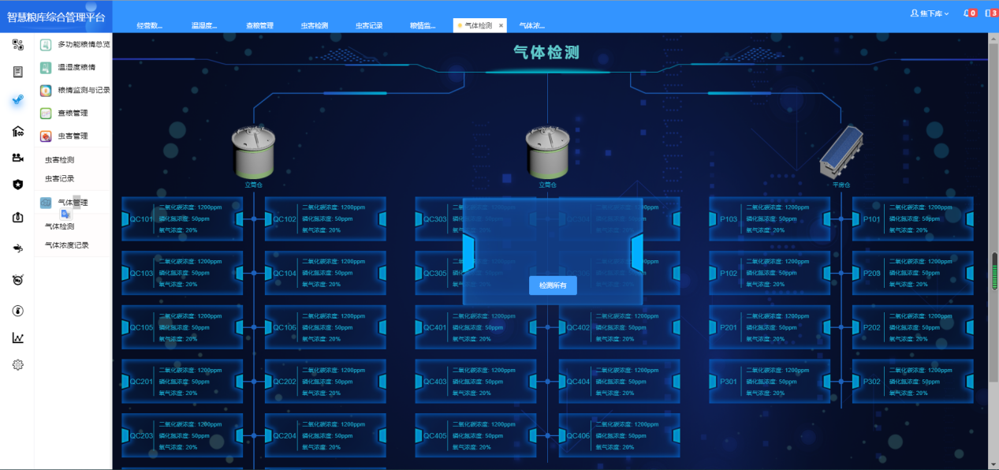 智慧粮库综合管理平台
焦下库
0
3
经营数...
温湿度...
查粮管理
虫害检测
虫害记录
粮情监...
气体检测
气体浓...
多功能粮情总览
温湿度粮情
粮情监测与记录
查粮管理
虫害管理
虫害检测
虫害记录
气体管理
气体检测
气体浓度记录
气体检测
立筒仓
立筒仓
平房仓
QC101
二氧化碳浓度: 1200ppm
磷化氢浓度: 50ppm
氧气浓度: 20%
QC102
二氧化碳浓度: 1200ppm
磷化氢浓度: 50ppm
氧气浓度: 20%
QC303
P103
二氧化碳浓度: 1200ppm
磷化氢浓度: 50ppm
氧气浓度: 20%
P101
二氧化碳浓度: 1200ppm
磷化氢浓度: 50ppm
氧气浓度: 20%
QC103
二氧化碳浓度: 1200ppm
磷化氢浓度: 50ppm
氧气浓度: 20%
QC104
二氧化碳浓度: 1200ppm
磷化氢浓度: 50ppm
氧气浓度: 20%
QC305
检测所有
P102
二氧化碳浓度: 1200ppm
磷化氢浓度: 50ppm
氧气浓度: 20%
P203
二氧化碳浓度: 1200ppm
磷化氢浓度: 50ppm
氧气浓度: 20%
QC105
二氧化碳浓度: 1200ppm
磷化氢浓度: 50ppm
氧气浓度: 20%
QC106
二氧化碳浓度: 1200ppm
磷化氢浓度: 50ppm
氧气浓度: 20%
QC401
二氧化碳浓度: 1200ppm
磷化氢浓度: 50ppm
氧气浓度: 20%
QC402
二氧化碳浓度: 1200ppm
磷化氢浓度: 50ppm
氧气浓度: 20%
P201
二氧化碳浓度: 1200ppm
磷化氢浓度: 50ppm
氧气浓度: 20%
P202
二氧化碳浓度: 1200ppm
磷化氢浓度: 50ppm
氧气浓度: 20%
QC201
二氧化碳浓度: 1200ppm
磷化氢浓度: 50ppm
氧气浓度: 20%
QC202
二氧化碳浓度: 1200ppm
磷化氢浓度: 50ppm
氧气浓度: 20%
QC403
二氧化碳浓度: 1200ppm
磷化氢浓度: 50ppm
氧气浓度: 20%
QC404
二氧化碳浓度: 1200ppm
磷化氢浓度: 50ppm
氧气浓度: 20%
P301
二氧化碳浓度: 1200ppm
磷化氢浓度: 50ppm
氧气浓度: 20%
P302
二氧化碳浓度: 1200ppm
磷化氢浓度: 50ppm
氧气浓度: 20%
QC203
二氧化碳浓度: 1200ppm
磷化氢浓度: 50ppm
氧气浓度: 20%
QC204
二氧化碳浓度: 1200ppm
磷化氢浓度: 50ppm
氧气浓度: 20%
QC405
二氧化碳浓度: 1200ppm
磷化氢浓度: 50ppm
氧气浓度: 20%
QC406
二氧化碳浓度: 1200ppm
磷化氢浓度: 50ppm
氧气浓度: 20%